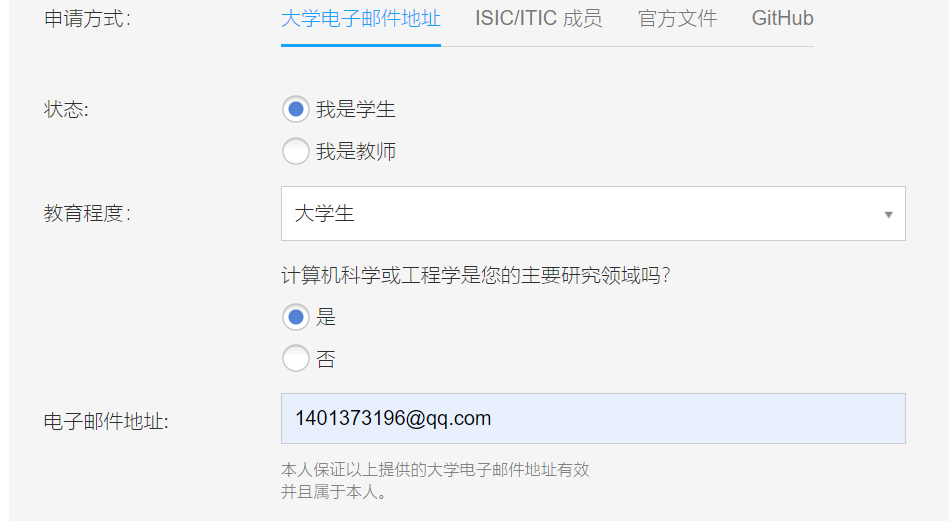 申请方式: 大学电子邮件地址 ISIC/ITIC 成员 官方文件 GitHub
状态: 我是学生
我是教师
教育程度: 大学生
计算机科学或工程学是您的主要研究领域吗?
是
否
电子邮件地址: 1401373196@qq.com
本人保证以上提供的大学电子邮件地址有效
并且属于本人。